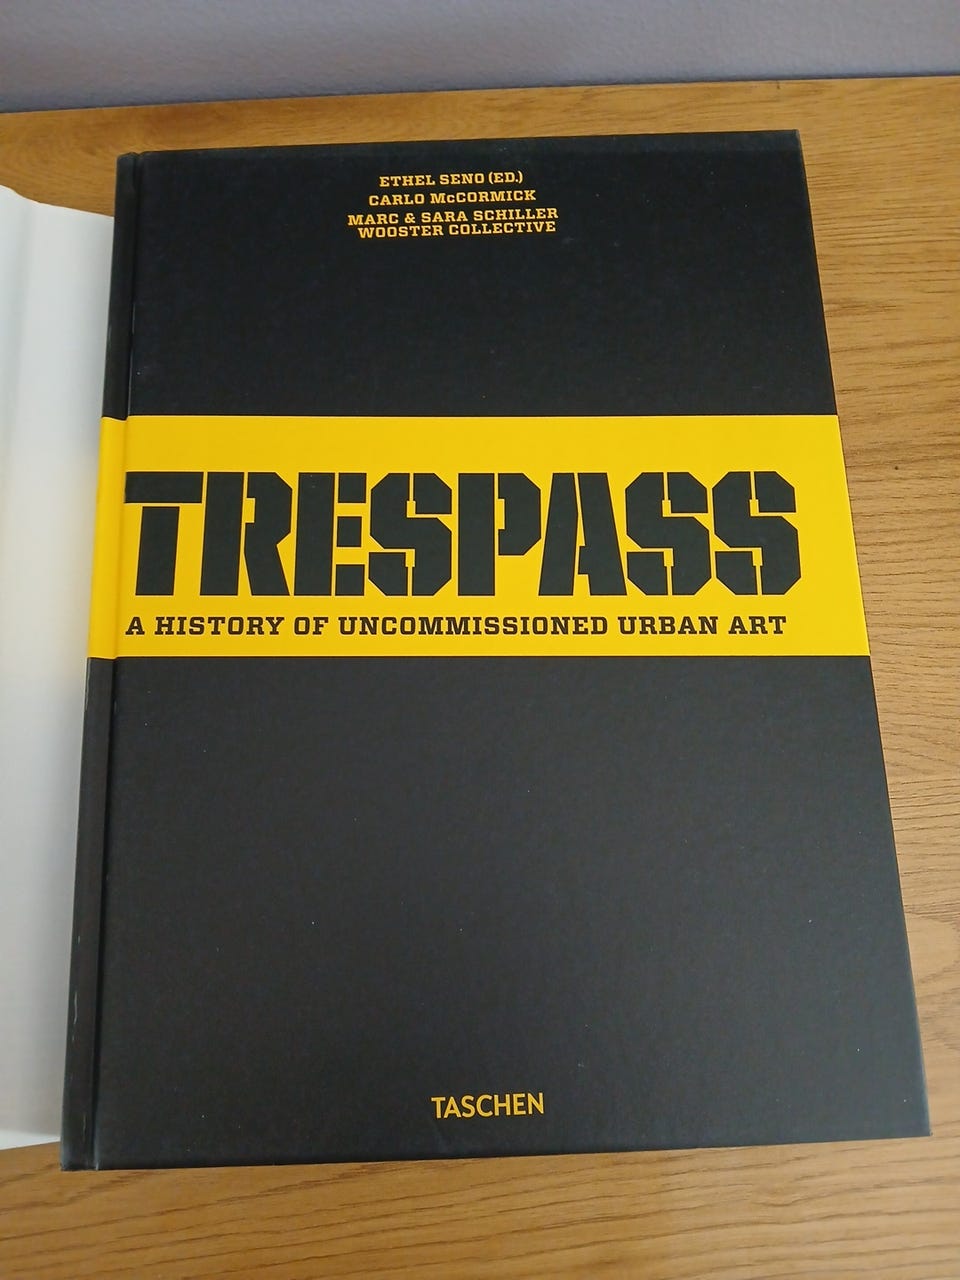 ETHEL SENO (ED.)
CARLO McCORMICK
MARC & SARA SCHILLER
WOOSTER COLLECTIVE
TRESPASS
A HISTORY OF UNCOMMISSIONED URBAN ART
TASCHEN